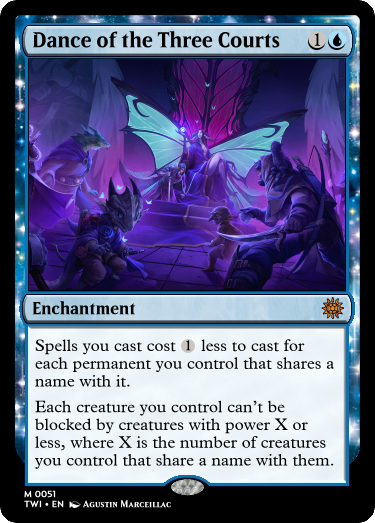 Dance of the Three Courts 1
Enchantment
Spells you cast cost 1 less to cast for
each permanent you control that shares a
name with it.
Each creature you control can't be
blocked by creatures with power X or
less, where X is the number of creatures
you control that share a name with them.
M 0051
TWI • EN Agustin Marceillac